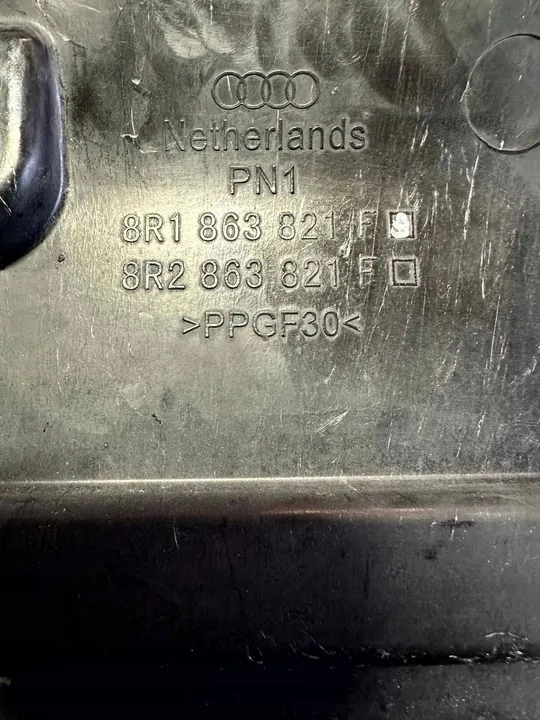 Netherlands
PN1
8R1 863 821 F
8R2 863 821 F
>PPGF30<